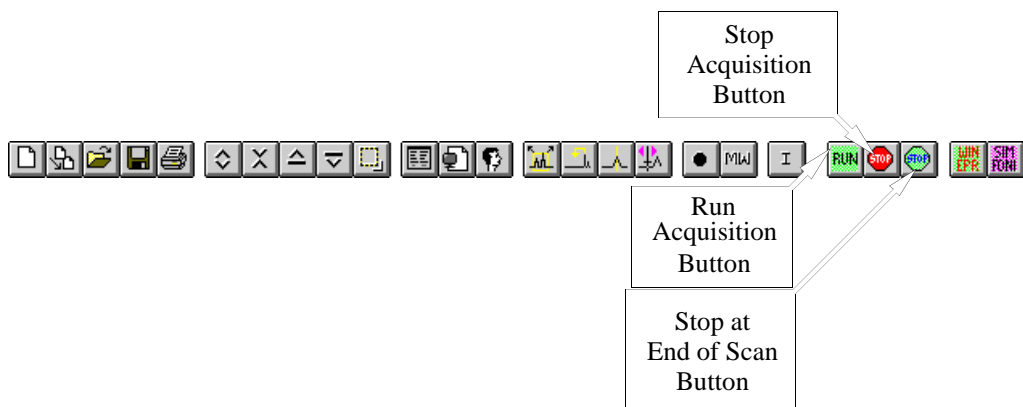 Stop
Acquisition
Button
MW
I
RUN
STOP
STOP
WIN
EPR
SIM
FONI
Run
Acquisition
Button
Stop at
End of Scan
Button